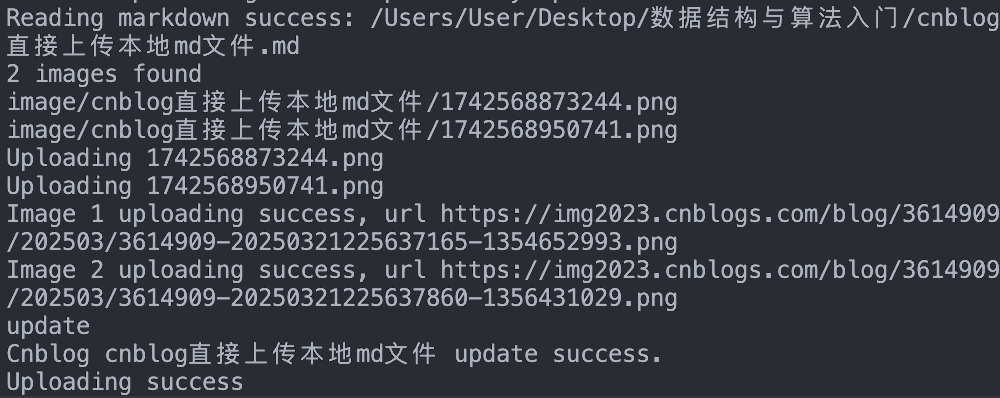 Reading markdown success: /Users/User/Desktop/数据结构与算法入门/cnblog
直接上传本地md文件.md
2 images found
image/cnblog直接上传本地md文件/1742568873244.png
image/cnblog直接上传本地md文件/1742568950741.png
Uploading 1742568873244.png
Uploading 1742568950741.png
Image 1 uploading success, url https://img2023.cnblogs.com/blog/3614909
/202503/3614909-20250321225637165-1354652993.png
Image 2 uploading success, url https://img2023.cnblogs.com/blog/3614909
/202503/3614909-20250321225637860-1356431029.png
update
Cnblog cnblog直接上传本地md文件 update success.
Uploading success